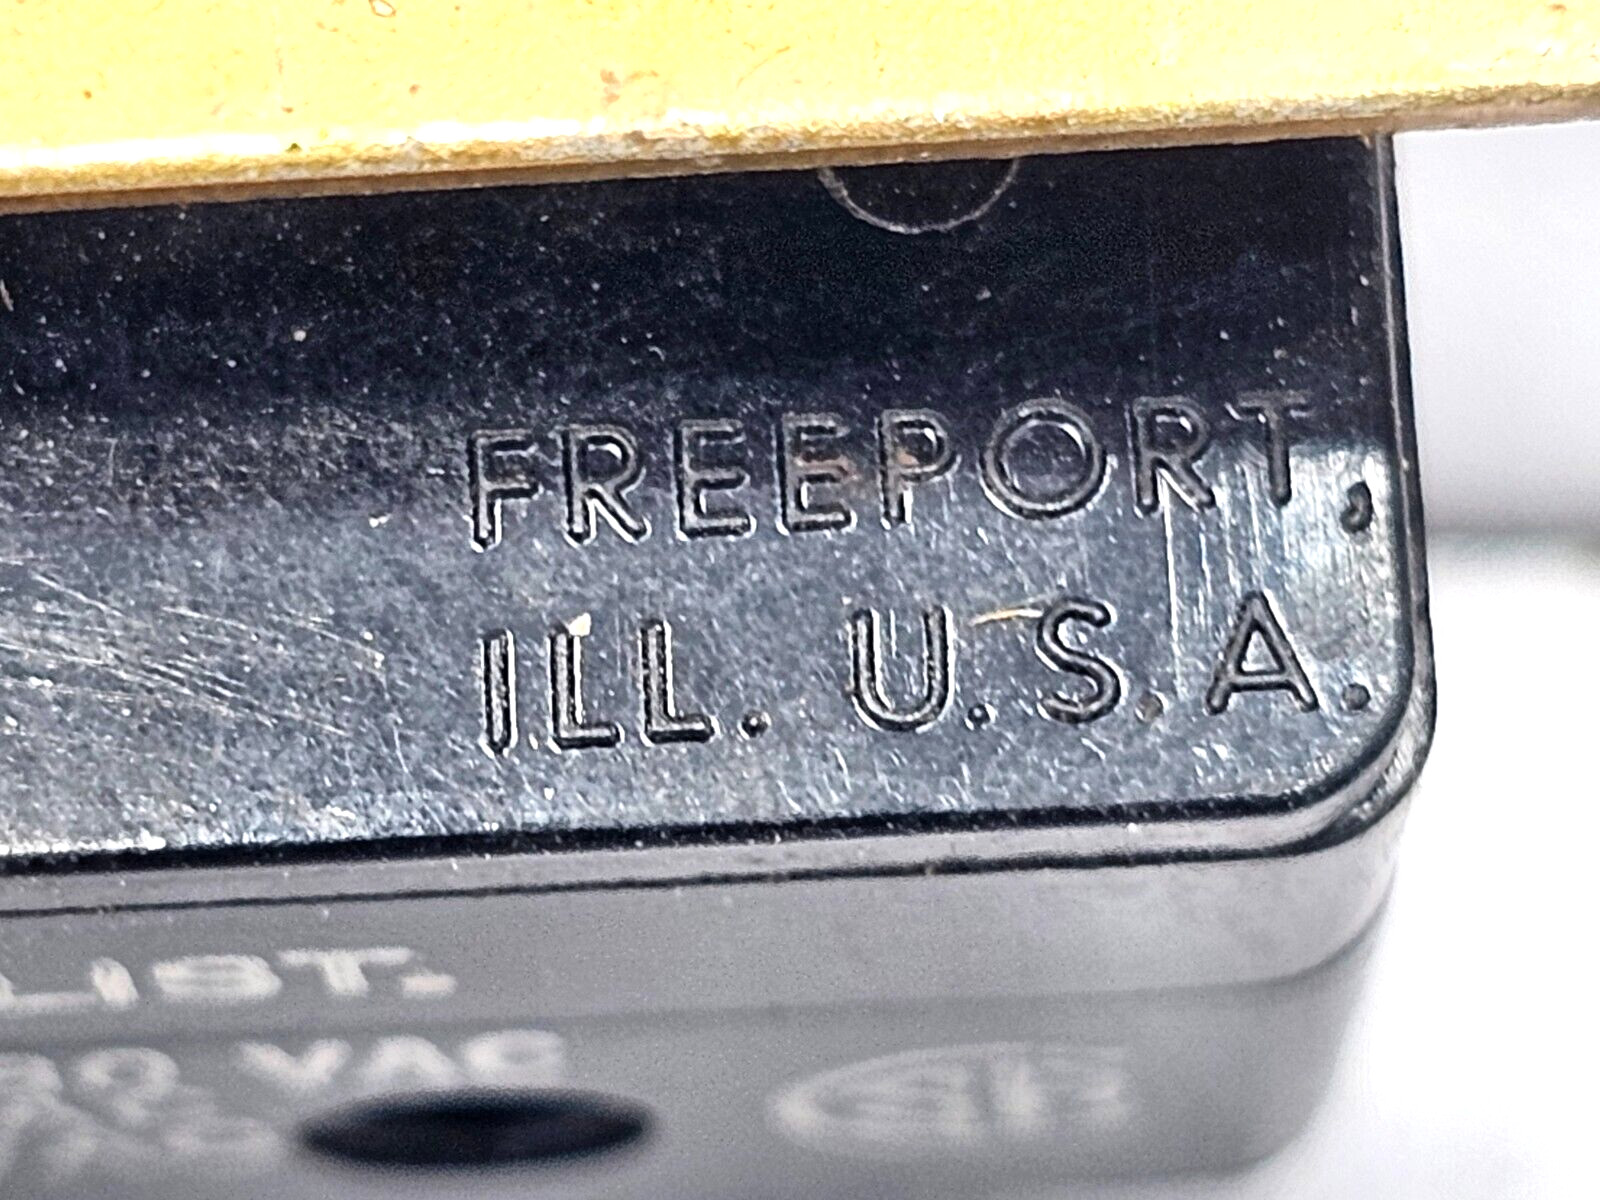 FREEPORT,
ILL. U.S.A.
LIST.
VAC